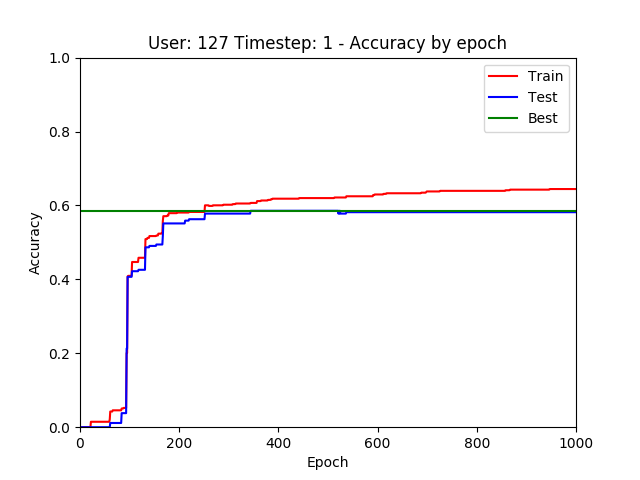 User: 127 Timestep: 1 - Accuracy by epoch
1.0
0.8
0.6
0.4
0.2
0.0
Accuracy
0 200 400 600 800 1000
Epoch
Train
Test
Best